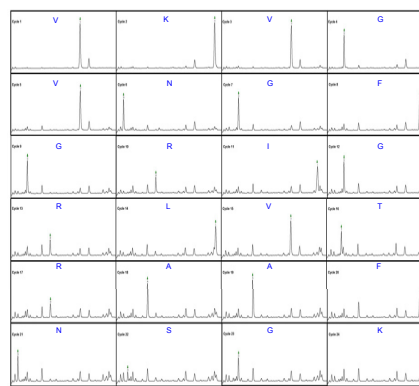 Cycle 1 V Cycle 2 K Cycle 3 V Cycle 4 G
Cycle 5 V Cycle 6 N Cycle 7 G Cycle 8 F
Cycle 9 G Cycle 10 R Cycle 11 I Cycle 12 G
Cycle 13 R Cycle 14 L Cycle 15 V Cycle 16 T
Cycle 17 R Cycle 18 A Cycle 19 A Cycle 20 F
Cycle 21 N Cycle 22 S Cycle 23 G Cycle 24 K